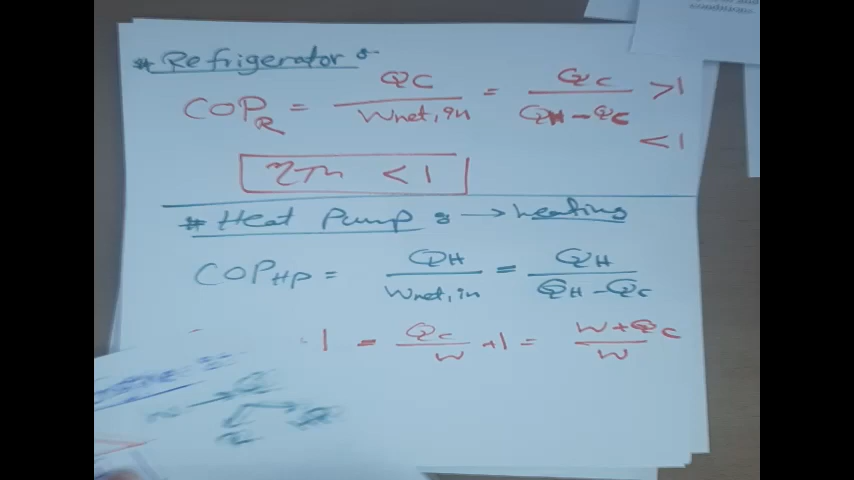 # Refrigerator :-
COP_R = Qc / Wnet,in = Qc / (QH - Qc) > 1
< 1
ηTh < 1
# Heat Pump : → heating
COP_HP = QH / Wnet,in = QH / (QH - Qc)
1 = Qc / W + 1 = (W + Qc) / W